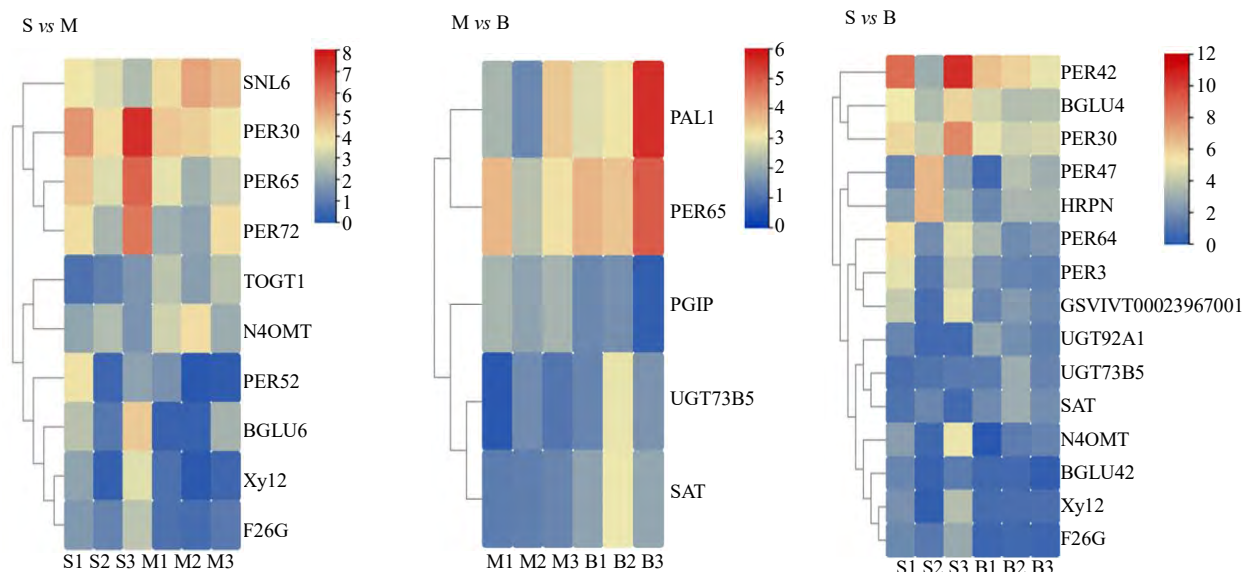 S vs M
8
7
6
5
4
3
2
1
0
SNL6
PER30
PER65
PER72
TOGT1
N4OMT
PER52
BGLU6
Xy12
F26G
S1 S2 S3 M1 M2 M3
M vs B
6
5
4
3
2
1
0
PAL1
PER65
PGIP
UGT73B5
SAT
M1 M2 M3 B1 B2 B3
S vs B
12
10
8
6
4
2
0
PER42
BGLU4
PER30
PER47
HRPN
PER64
PER3
GSVIVT00023967001
UGT92A1
UGT73B5
SAT
N4OMT
BGLU42
Xy12
F26G
S1 S2 S3 B1 B2 B3